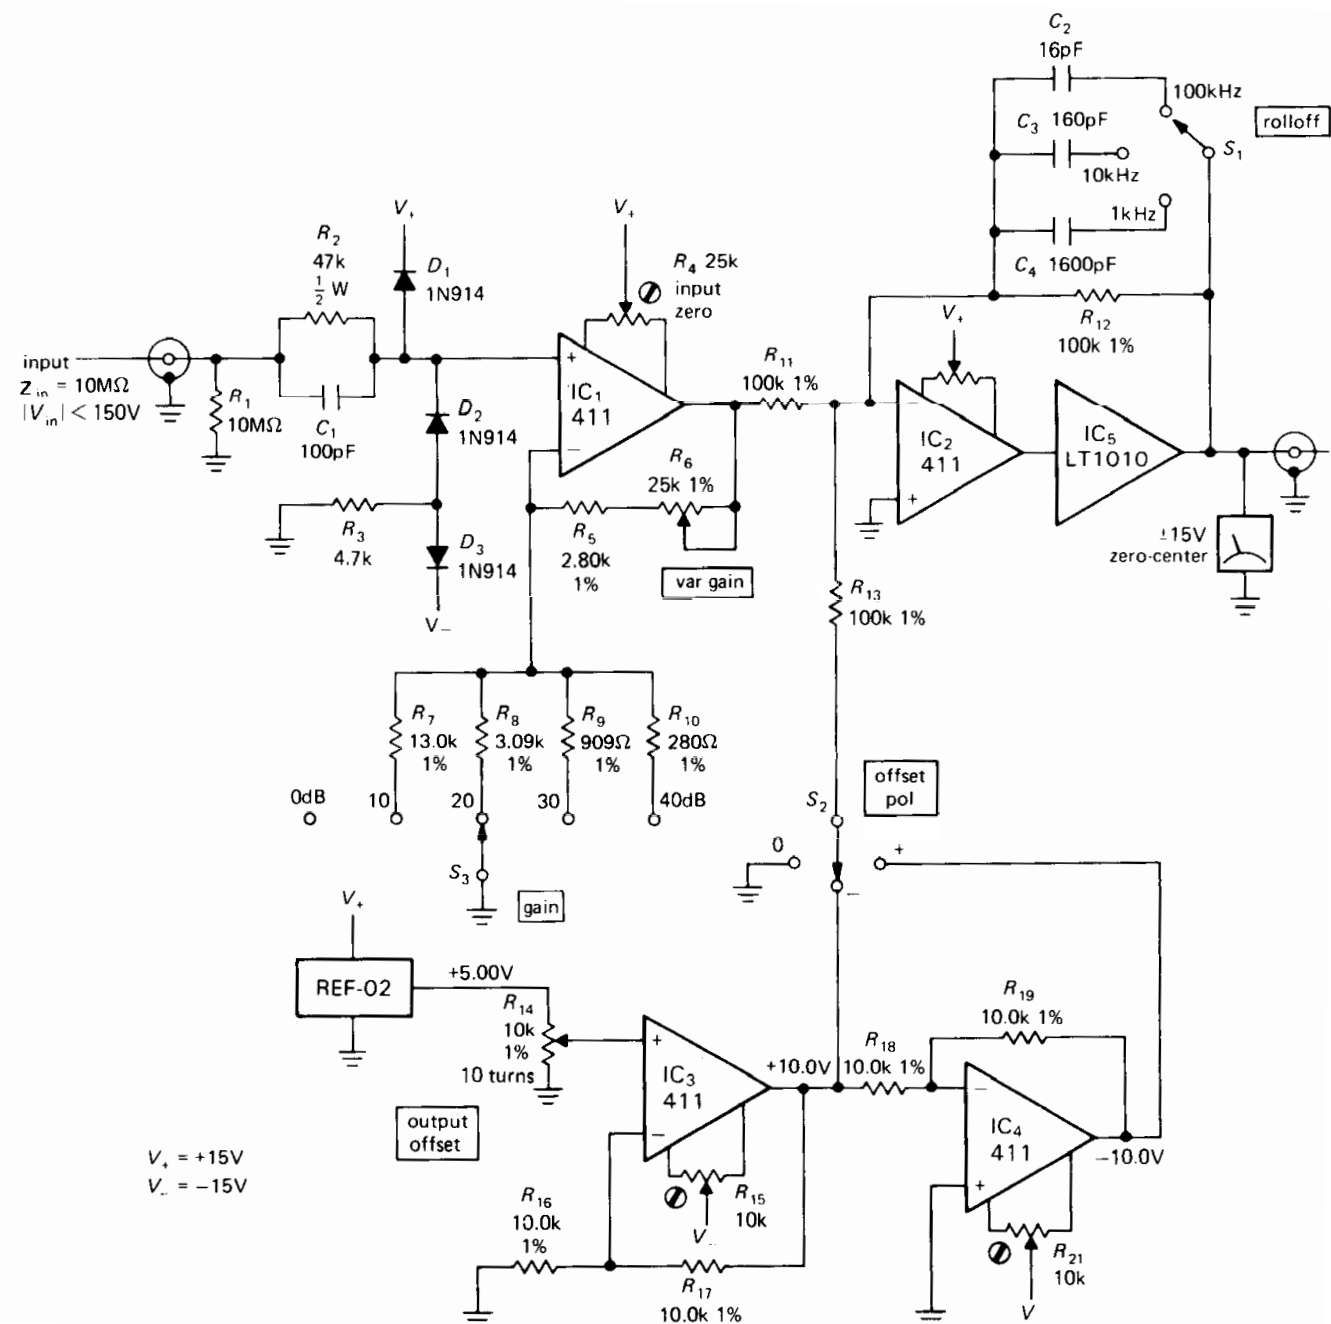 C2
16pF
100kHz
rolloff
C3 160pF
S1
10kHz
1kHz
C4 1600pF
V+
V+
R2
47k
1/2 W
D1
1N914
R4 25k
input
zero
V+
R12
100k 1%
input
Zin = 10MΩ
|Vin| < 150V
R1
10MΩ
C1
100pF
D2
1N914
+
IC1
411
−
R11
100k 1%
−
IC2
411
+
IC5
LT1010
R6
25k 1%
R3
4.7k
D3
1N914
V−
R5
2.80k
1%
var gain
±15V
zero-center
R13
100k 1%
R7
13.0k
1%
R8
3.09k
1%
R9
909Ω
1%
R10
280Ω
1%
0dB
10
20
30
40dB
S3
gain
offset
pol
S2
0
+
−
V+
REF-02
+5.00V
R14
10k
1%
10 turns
output
offset
+
IC3
411
−
+10.0V
R18
10.0k 1%
R19
10.0k 1%
−
IC4
411
+
−10.0V
R15
10k
V−
R16
10.0k
1%
R17
10.0k 1%
R21
10k
V
V+ = +15V
V− = −15V